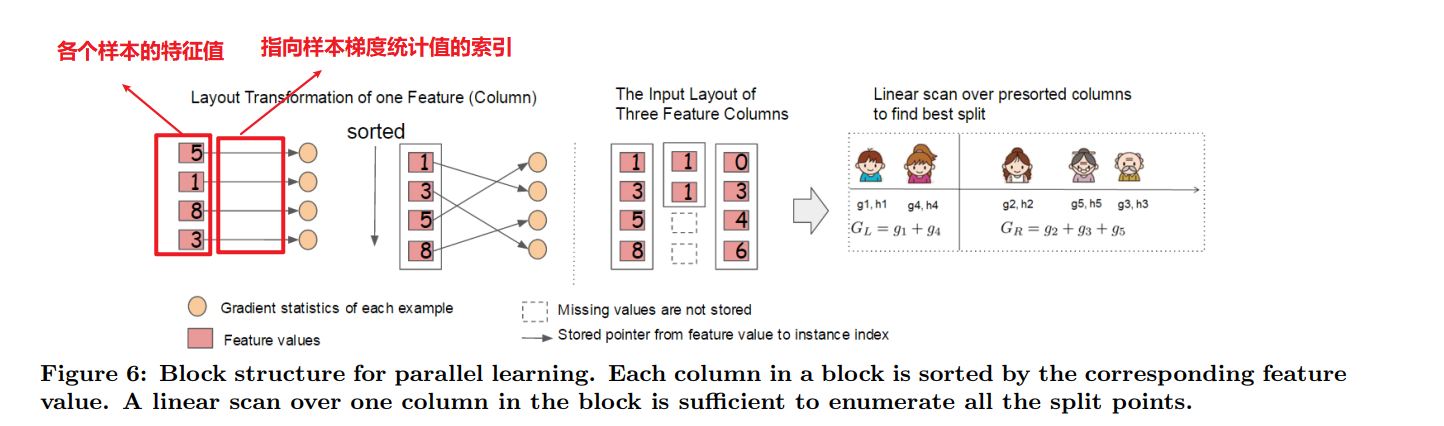 各个样本的特征值
指向样本梯度统计值的索引
Layout Transformation of one Feature (Column)
The Input Layout of
Three Feature Columns
Linear scan over presorted columns
to find best split
sorted
5
1
8
3
1
3
5
8
1
3
5
8
1
1
0
3
4
6
g1, h1
g4, h4
g2, h2
g5, h5
g3, h3
G_L = g_1 + g_4
G_R = g_2 + g_3 + g_5
Gradient statistics of each example
Feature values
Missing values are not stored
Stored pointer from feature value to instance index
Figure 6: Block structure for parallel learning. Each column in a block is sorted by the corresponding feature
value. A linear scan over one column in the block is sufficient to enumerate all the split points.